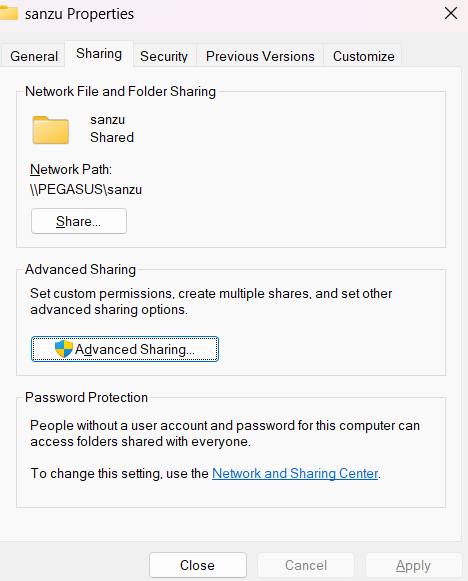 sanzu Properties
General
Sharing
Security
Previous Versions
Customize
Network File and Folder Sharing
sanzu
Shared
Network Path:
\\PEGASUS\sanzu
Share...
Advanced Sharing
Set custom permissions, create multiple shares, and set other
advanced sharing options.
Advanced Sharing...
Password Protection
People without a user account and password for this computer can
access folders shared with everyone.
To change this setting, use the Network and Sharing Center.
Close
Cancel
Apply